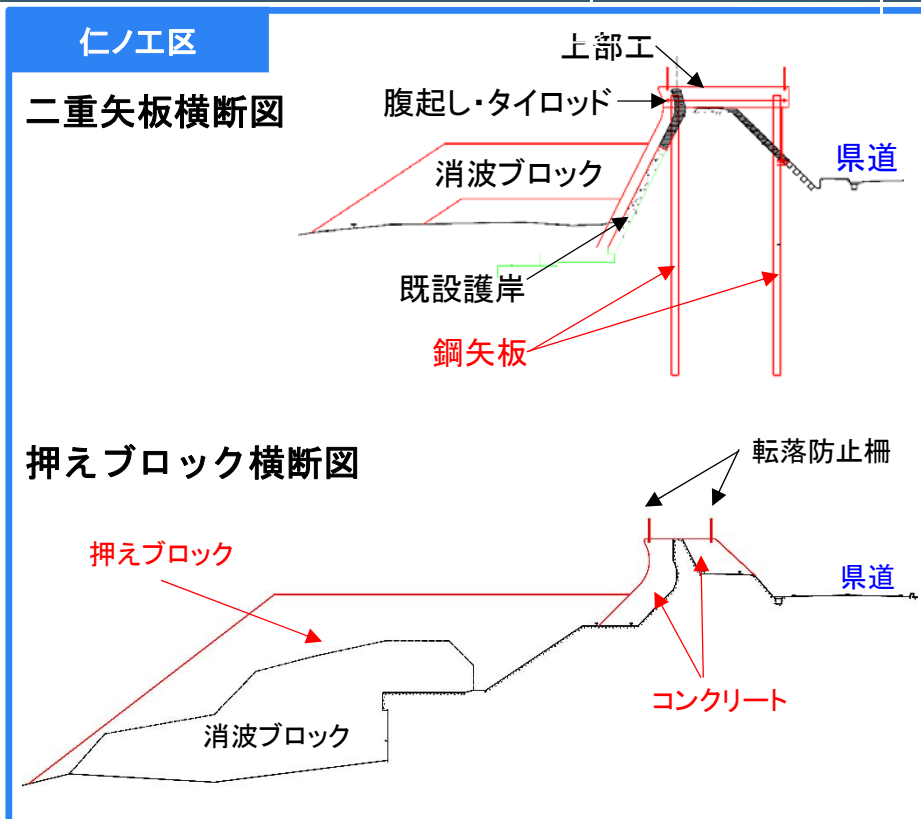 仁ノ工区
二重矢板横断図
上部工
腹起し・タイロッド
県道
消波ブロック
既設護岸
鋼矢板
押えブロック横断図
転落防止柵
押えブロック
県道
コンクリート
消波ブロック